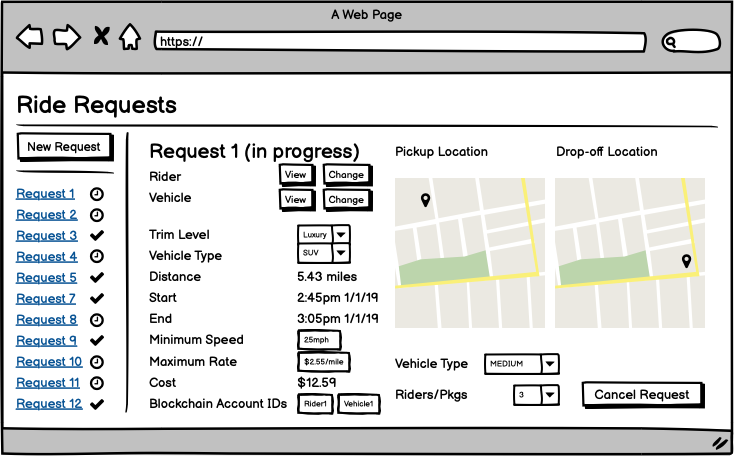 A Web Page
https://
Ride Requests
New Request
Request 1
Request 2
Request 3
Request 4
Request 5
Request 7
Request 8
Request 9
Request 10
Request 11
Request 12
Request 1 (in progress)
Rider View Change
Vehicle View Change
Trim Level Luxury
Vehicle Type SUV
Distance 5.43 miles
Start 2:45pm 1/1/19
End 3:05pm 1/1/19
Minimum Speed 25mph
Maximum Rate $2.55/mile
Cost $12.59
Blockchain Account IDs Rider1 Vehicle1
Pickup Location
Drop-off Location
Vehicle Type MEDIUM
Riders/Pkgs 3
Cancel Request